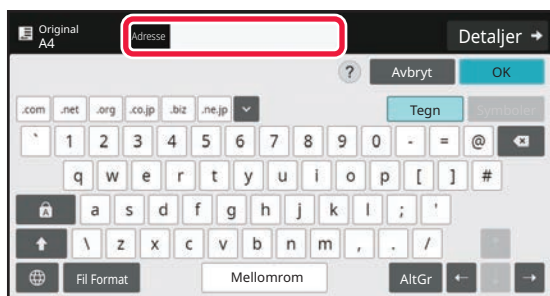 Original
A4
Adresse
Detaljer
?
Avbryt OK
.com .net .org .co.jp .biz .ne.jp Tegn Symboler
` 1 2 3 4 5 6 7 8 9 0 - = @
q w e r t y u i o p [ ] #
A a s d f g h j k l ; '
\ z x c v b n m , . /
Fil Format Mellomrom AltGr